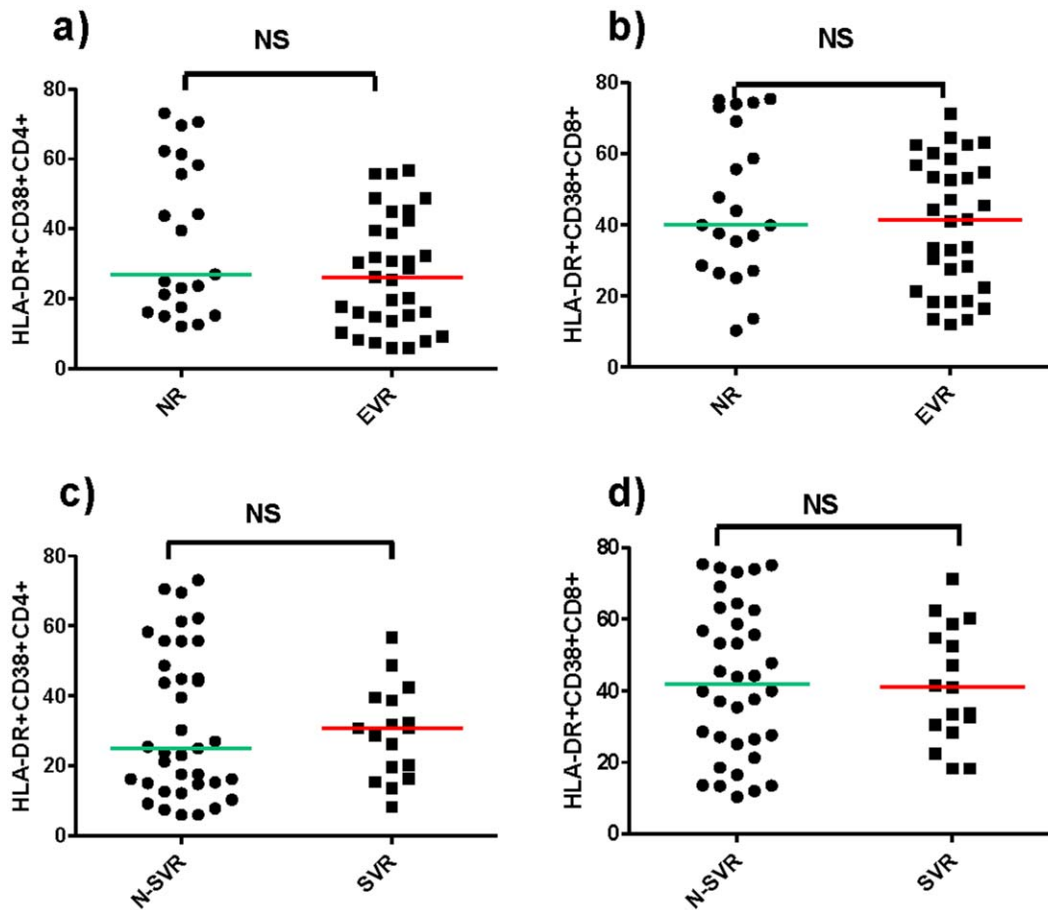 a)
NS
HLA-DR+CD38+CD4+
80
60
40
20
0
NR
EVR
b)
NS
HLA-DR+CD38+CD8+
80
60
40
20
0
NR
EVR
c)
NS
HLA-DR+CD38+CD4+
80
60
40
20
0
N-SVR
SVR
d)
NS
HLA-DR+CD38+CD8+
80
60
40
20
0
N-SVR
SVR